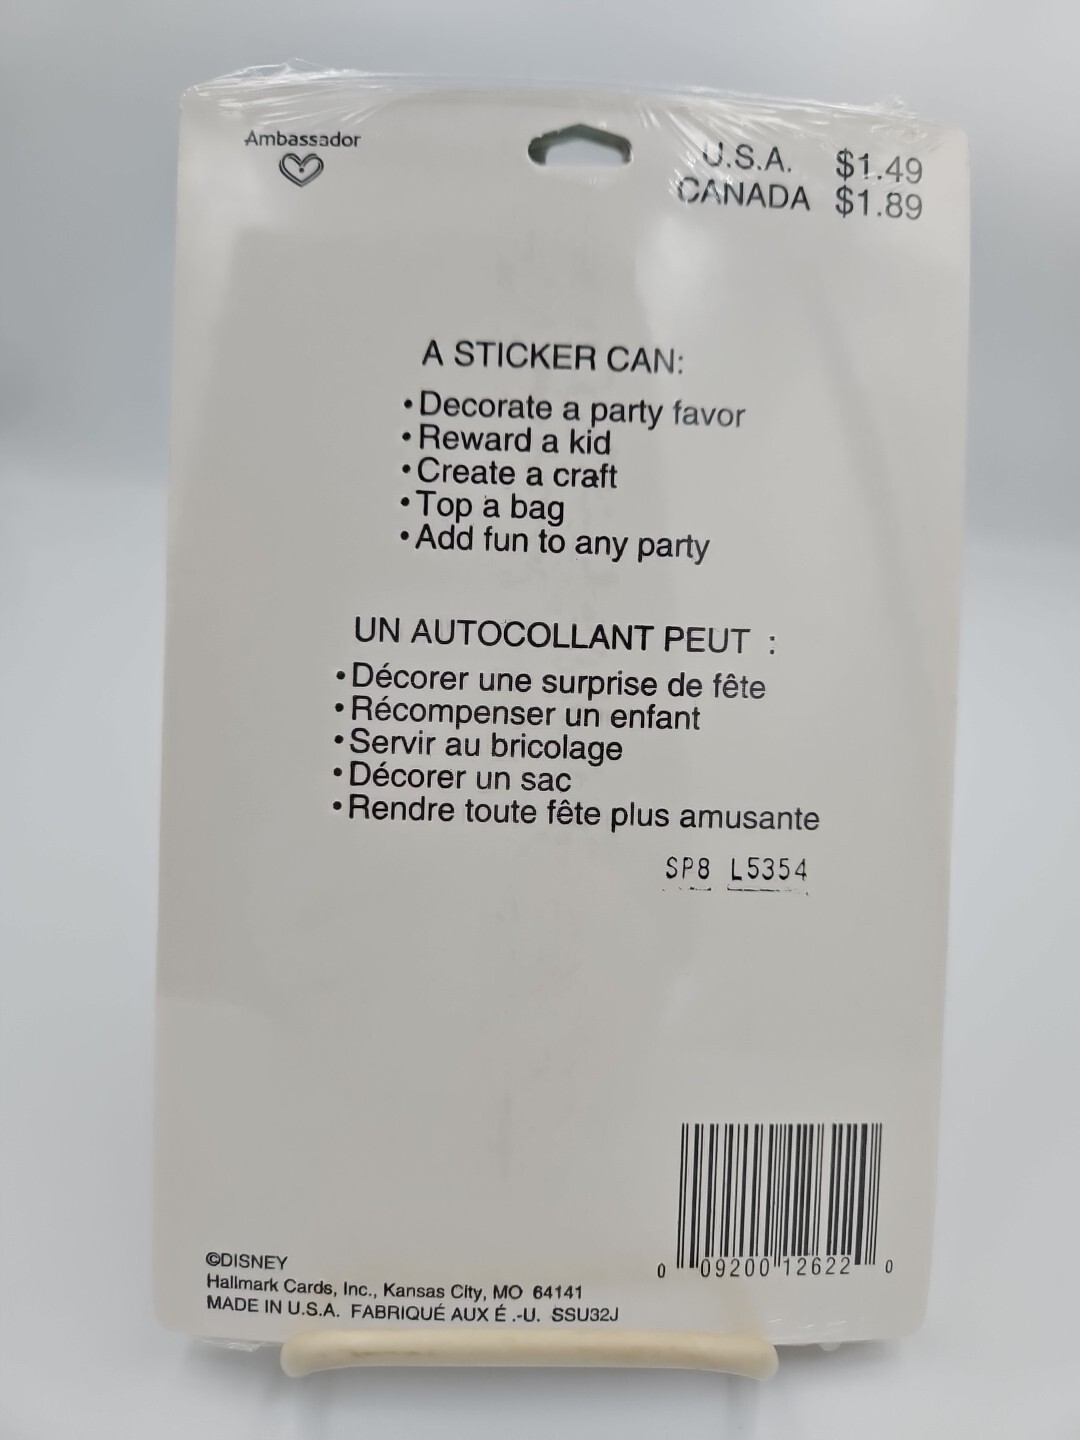 Ambassador
U.S.A. $1.49
CANADA $1.89
A STICKER CAN:
• Decorate a party favor
• Reward a kid
• Create a craft
• Top a bag
• Add fun to any party
UN AUTOCOLLANT PEUT :
• Décorer une surprise de fête
• Récompenser un enfant
• Servir au bricolage
• Décorer un sac
• Rendre toute fête plus amusante
SP8 L5354
0 09200 12622 0
©DISNEY
Hallmark Cards, Inc., Kansas City, MO 64141
MADE IN U.S.A. FABRIQUÉ AUX É.-U. SSU32J